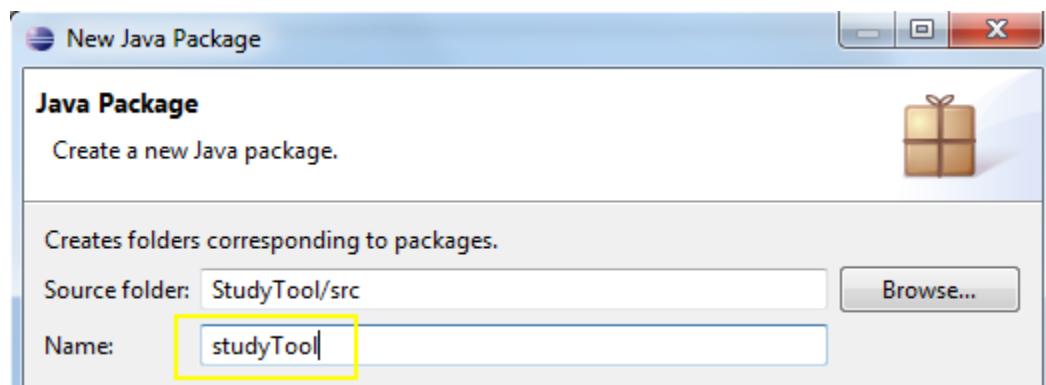 New Java Package
Java Package
Create a new Java package.
Creates folders corresponding to packages.
Source folder: StudyTool/src Browse...
Name: studyTool